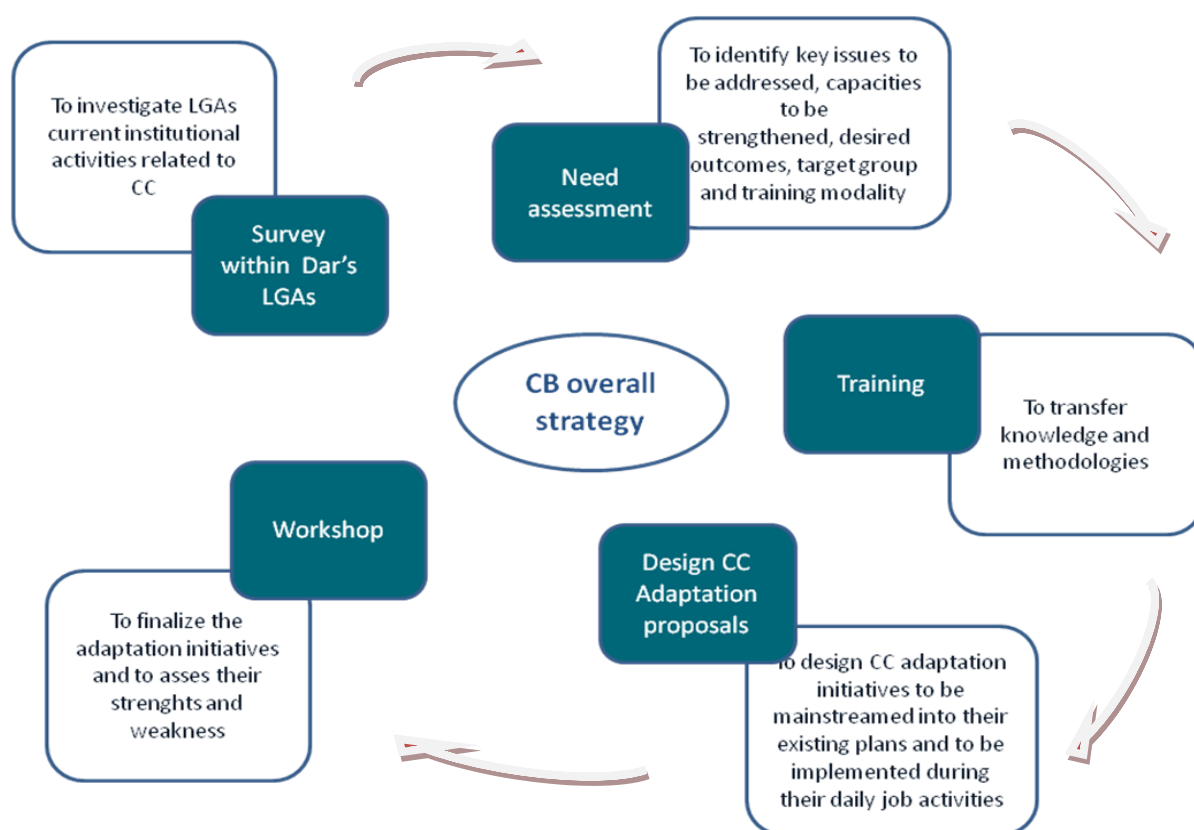 To investigate LGAs
current institutional
activities related to
CC
Survey
within Dar's
LGAs
To identify key issues to
be addressed, capacities
to be
strengthened, desired
outcomes, target group
and training modality
Need
assessment
Training
To transfer
knowledge and
methodologies
CB overall
strategy
Design CC
Adaptation
proposals
To design CC adaptation
initiatives to be
mainstreamed into their
existing plans and to be
implemented during
their daily job activities
Workshop
To finalize the
adaptation initiatives
and to asses their
strenghts and
weakness